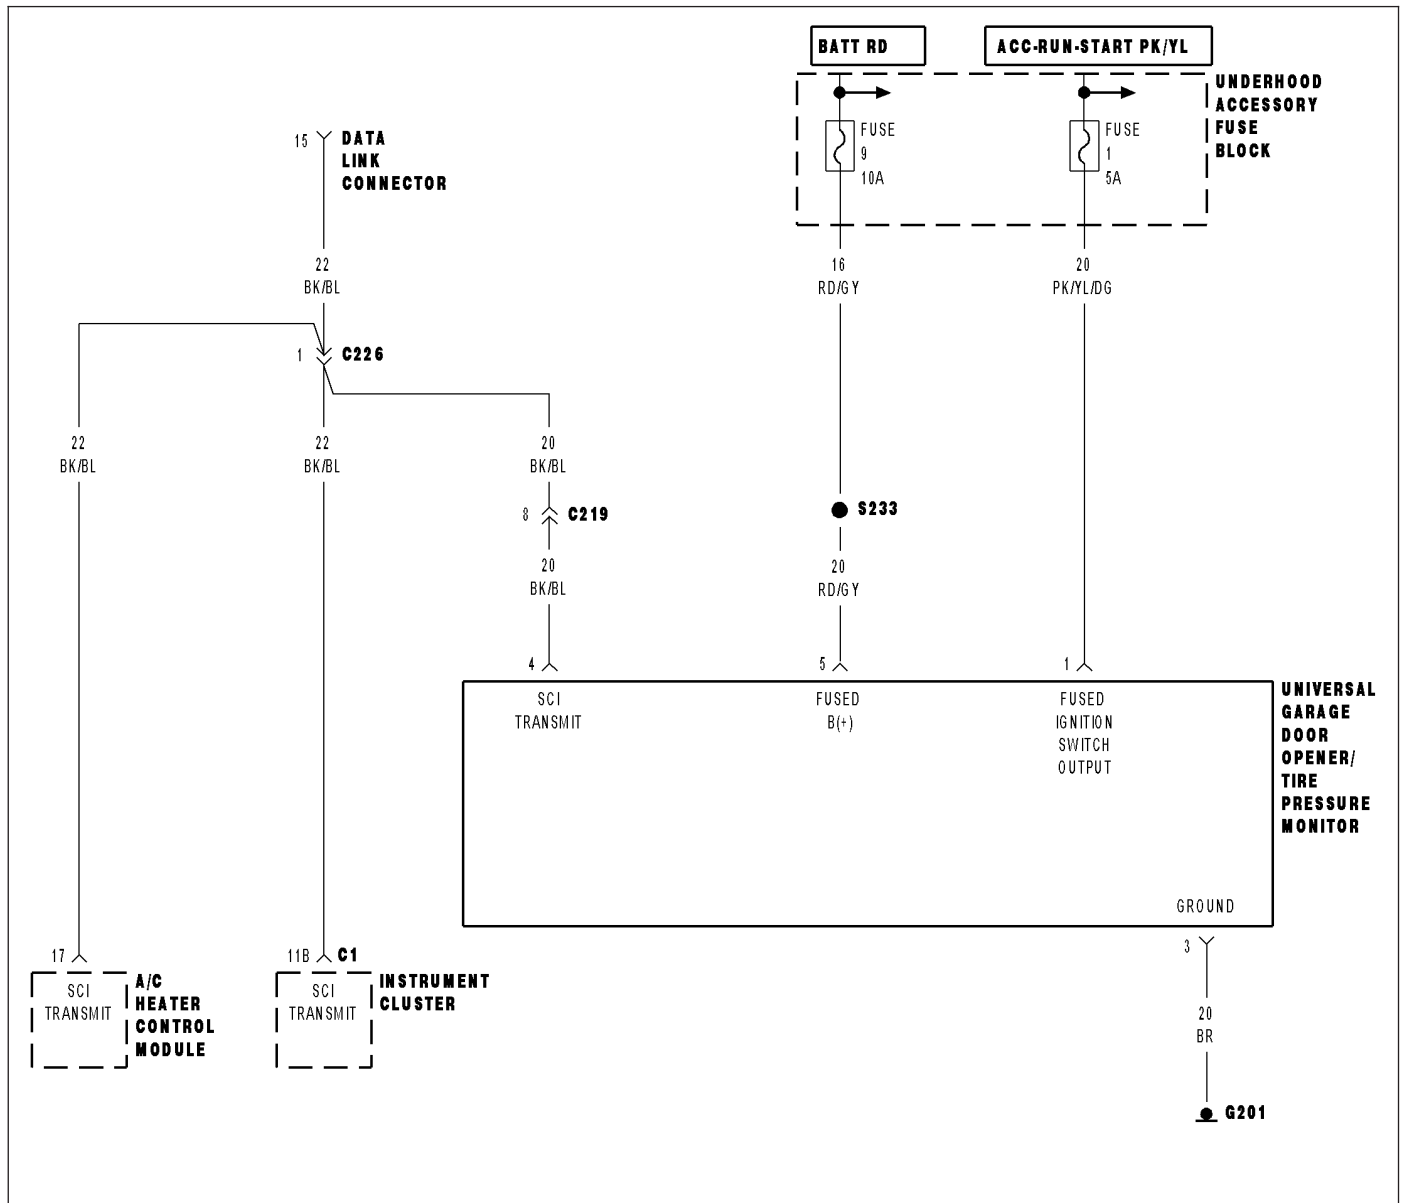 BATT RD
ACC-RUN-START PK/YL
UNDERHOOD
ACCESSORY
FUSE
BLOCK
FUSE
9
10A
FUSE
1
5A
15
DATA
LINK
CONNECTOR
22
BK/BL
16
RD/GY
20
PK/YL/DG
1
C226
22
BK/BL
22
BK/BL
20
BK/BL
8
C219
S233
20
BK/BL
20
RD/GY
4
5
1
SCI
TRANSMIT
FUSED
B(+)
FUSED
IGNITION
SWITCH
OUTPUT
UNIVERSAL
GARAGE
DOOR
OPENER/
TIRE
PRESSURE
MONITOR
GROUND
3
17
11B
C1
SCI
TRANSMIT
A/C
HEATER
CONTROL
MODULE
SCI
TRANSMIT
INSTRUMENT
CLUSTER
20
BR
G201